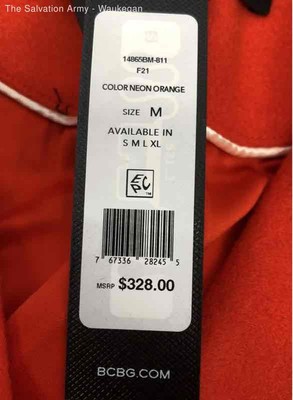 The Salvation Army - Waukegan
14865BM-811
F21
COLOR NEON ORANGE
SIZE M
AVAILABLE IN
S M L XL
ECP™
7 67336 28245 5
MSRP $328.00
BCBG.COM